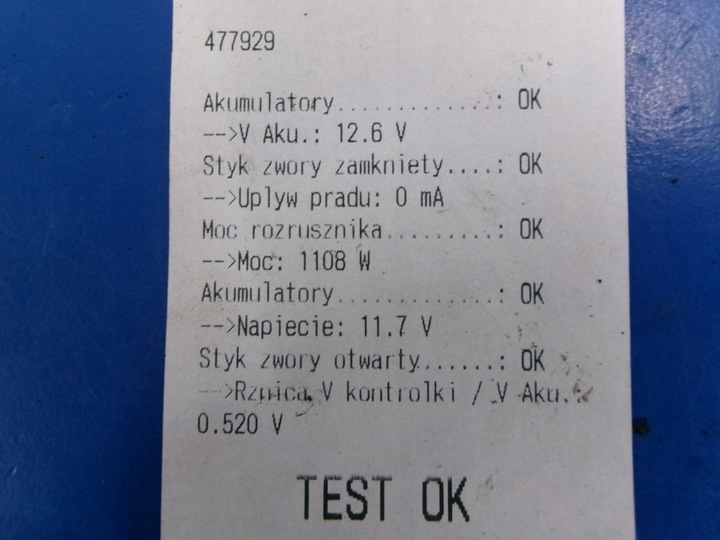 477929
Akumulatory..............: OK
-->V Aku.: 12.6 V
Styk zwory zamkniety....: OK
-->Uplyw pradu: 0 mA
Moc rozrusznika.........: OK
-->Moc: 1108 W
Akumulatory..............: OK
-->Napiecie: 11.7 V
Styk zwory otwarty......: OK
-->Rznica V kontrolki / V Aku.:
0.520 V
TEST OK